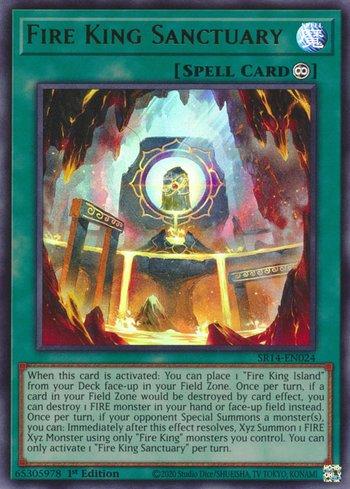 FIRE KING SANCTUARY
[SPELL CARD]
SR14-EN024
When this card is activated: You can place 1 "Fire King Island"
from your Deck face-up in your Field Zone. Once per turn, if a
card in your Field Zone would be destroyed by card effect, you
can destroy 1 FIRE monster in your hand or face-up field instead.
Once per turn, if your opponent Special Summons a monster(s),
you can: Immediately after this effect resolves, Xyz Summon 1 FIRE
Xyz Monster using only "Fire King" monsters you control. You can
only activate 1 "Fire King Sanctuary" per turn.
65305978 1st Edition
©2020 Studio Dice/SHUEISHA, TV TOKYO, KONAMI